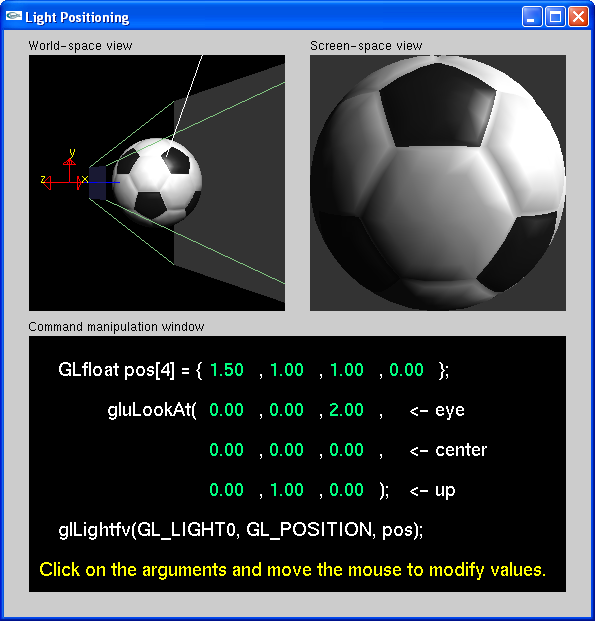 Light Positioning
World-space view
Screen-space view
y
z
x
Command manipulation window
GLfloat pos[4] = { 1.50 , 1.00 , 1.00 , 0.00 };
gluLookAt( 0.00 , 0.00 , 2.00 , <- eye
0.00 , 0.00 , 0.00 , <- center
0.00 , 1.00 , 0.00 ); <- up
glLightfv(GL_LIGHT0, GL_POSITION, pos);
Click on the arguments and move the mouse to modify values.